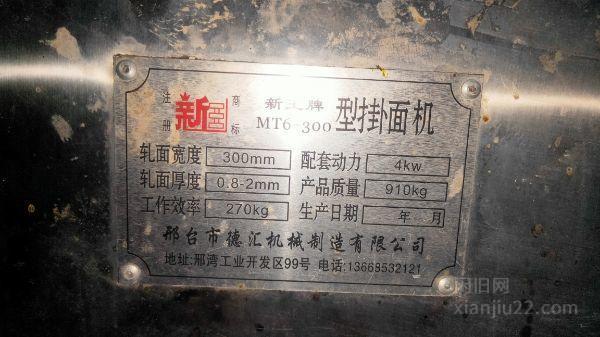 注册 新国 商标
新王牌
MT6-300 型挂面机
轧面宽度 300mm 配套动力 4kw
轧面厚度 0.8-2mm 产品质量 910kg
工作效率 270kg 生产日期 年 月
邢台市德汇机械制造有限公司
地址:邢湾工业开发区99号 电话:13668532121
闲旧网
xianjiu22.com